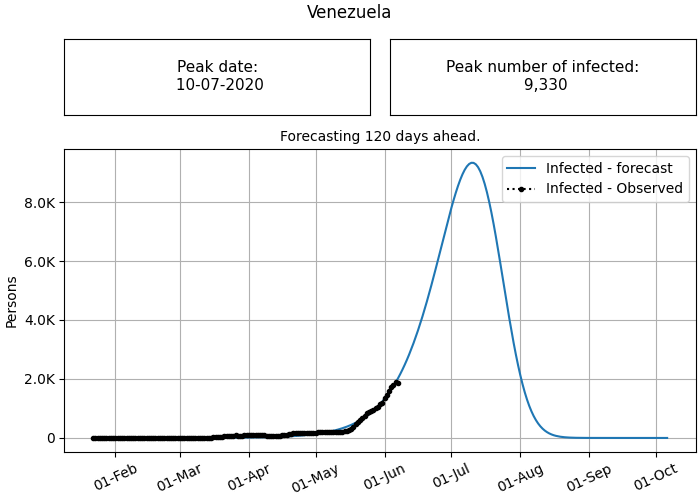 Venezuela
Peak date:
10-07-2020
Peak number of infected:
9,330
Forecasting 120 days ahead.
Infected - forecast
Infected - Observed
Persons
8.0K
6.0K
4.0K
2.0K
0
01-Feb
01-Mar
01-Apr
01-May
01-Jun
01-Jul
01-Aug
01-Sep
01-Oct